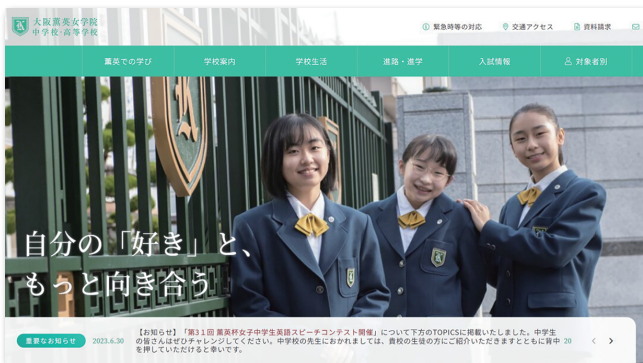 大阪薫英女学院
中学校・高等学校
緊急時等の対応
交通アクセス
資料請求
薫英での学び
学校案内
学校生活
進路・進学
入試情報
対象者別
自分の「好き」と、
もっと向き合う
重要なお知らせ
2023.6.30
【お知らせ】「第3１回 薫英杯女子中学生英語スピーチコンテスト開催」について下方のTOPICSに掲載いたしました。中学生
の皆さんはぜひチャレンジしてください。中学校の先生におかれましては、貴校の生徒の方にご紹介いただきますとともに背中
を押していただけると幸いです。
20